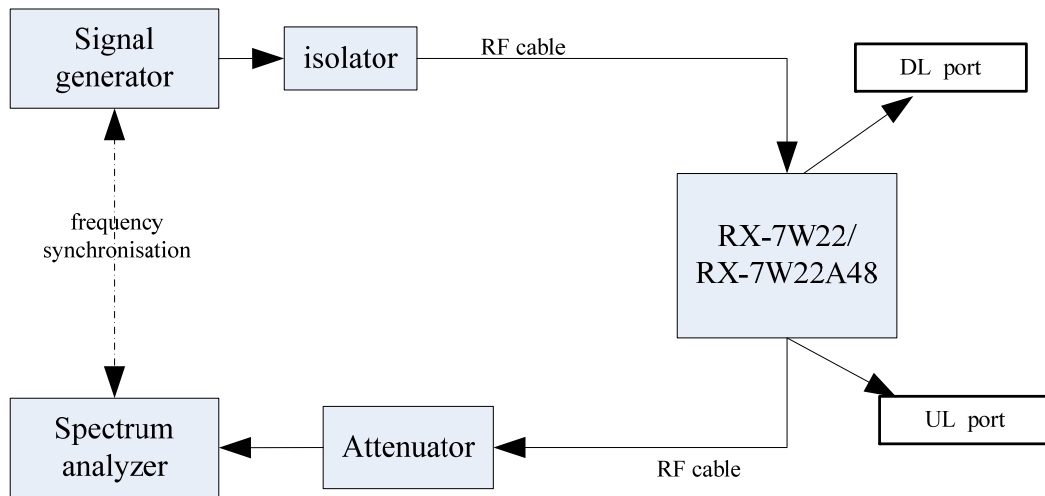 Signal
generator
isolator
RF cable
DL port
frequency
synchronisation
RX-7W22/
RX-7W22A48
Spectrum
analyzer
Attenuator
RF cable
UL port